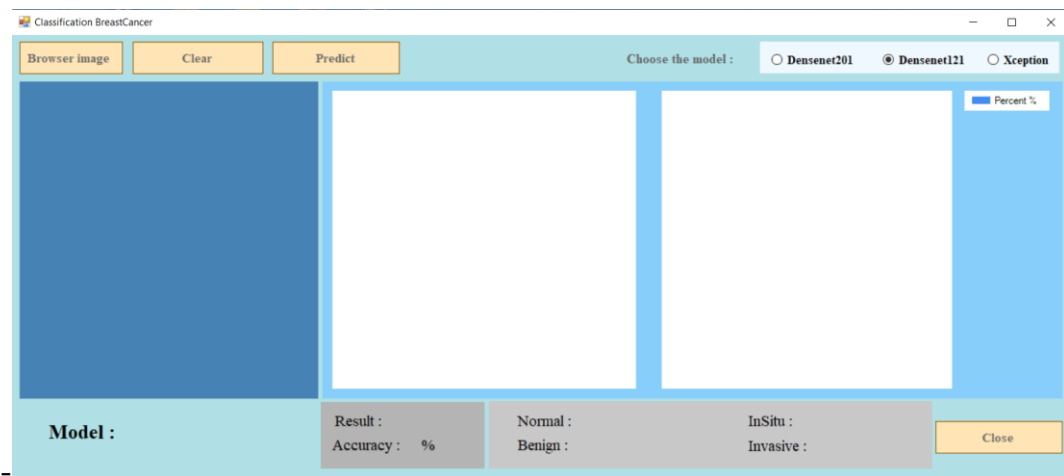 Classification BreastCancer
Browser image Clear Predict Choose the model : Densenet201 Densenet121 Xception
Percent %
Model :
Result :
Accuracy : %
Normal :
Benign :
InSitu :
Invasive :
Close
-